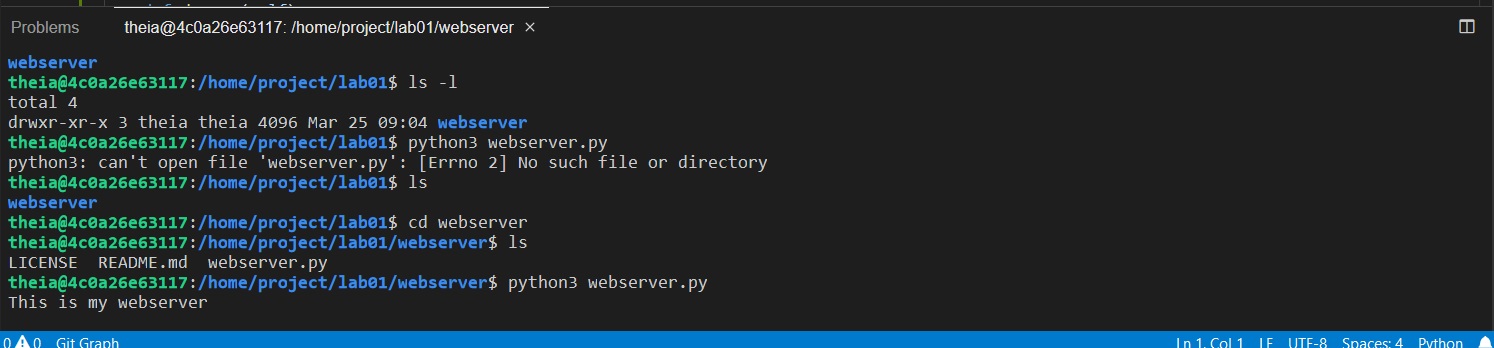 Problems theia@4c0a26e63117: /home/project/lab01/webserver ×
webserver
theia@4c0a26e63117:/home/project/lab01$ ls -l
total 4
drwxr-xr-x 3 theia theia 4096 Mar 25 09:04 webserver
theia@4c0a26e63117:/home/project/lab01$ python3 webserver.py
python3: can't open file 'webserver.py': [Errno 2] No such file or directory
theia@4c0a26e63117:/home/project/lab01$ ls
webserver
theia@4c0a26e63117:/home/project/lab01$ cd webserver
theia@4c0a26e63117:/home/project/lab01/webserver$ ls
LICENSE  README.md  webserver.py
theia@4c0a26e63117:/home/project/lab01/webserver$ python3 webserver.py
This is my webserver
0 0 Git Graph Ln 1, Col 1 LF UTF-8 Spaces: 4 Python